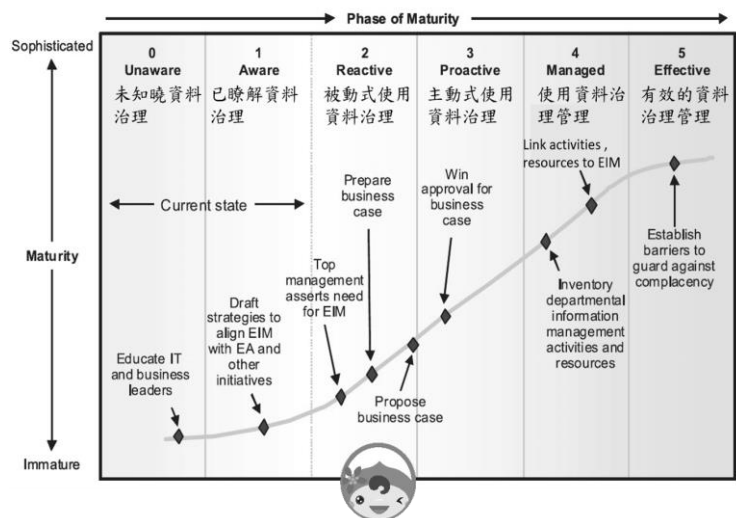 Phase of Maturity
Sophisticated
0
Unaware
未知曉資料
治理
1
Aware
已瞭解資料
治理
2
Reactive
被動式使用
資料治理
3
Proactive
主動式使用
資料治理
4
Managed
使用資料治
理管理
5
Effective
有效的資料
治理管理
Link activities ,
resources to EIM
Prepare
business
case
Win
approval for
business
case
Current state
Maturity
Establish
barriers to
guard against
complacency
Top
management
asserts need
for EIM
Inventory
departmental
information
management
activities and
resources
Draft
strategies to
align EIM
with EA and
other
initiatives
Educate IT
and business
leaders
Propose
business case
Immature